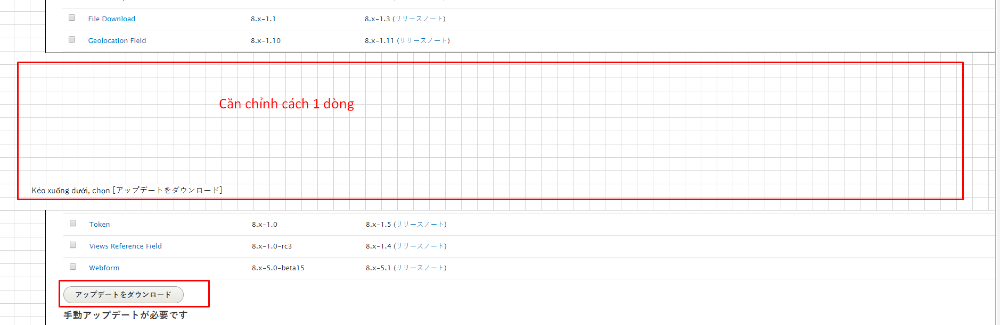 File Download 8.x-1.1 8.x-1.3 (リリースノート)
Geolocation Field 8.x-1.10 8.x-1.11 (リリースノート)
Căn chỉnh cách 1 dòng
Kéo xuống dưới, chọn [アップデートをダウンロード]
Token 8.x-1.0 8.x-1.5 (リリースノート)
Views Reference Field 8.x-1.0-rc3 8.x-1.4 (リリースノート)
Webform 8.x-5.0-beta15 8.x-5.1 (リリースノート)
アップデートをダウンロード
手動アップデートが必要です